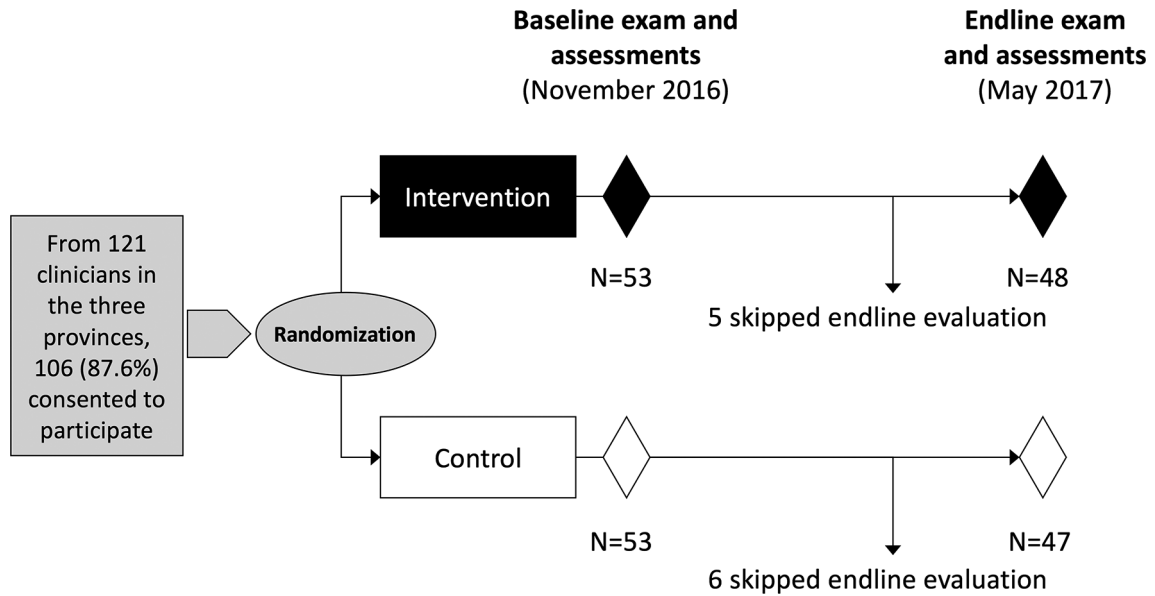 Baseline exam and
assessments
(November 2016)
Endline exam
and assessments
(May 2017)
From 121
clinicians in
the three
provinces,
106 (87.6%)
consented to
participate
Randomization
Intervention
N=53
5 skipped endline evaluation
N=48
Control
N=53
6 skipped endline evaluation
N=47